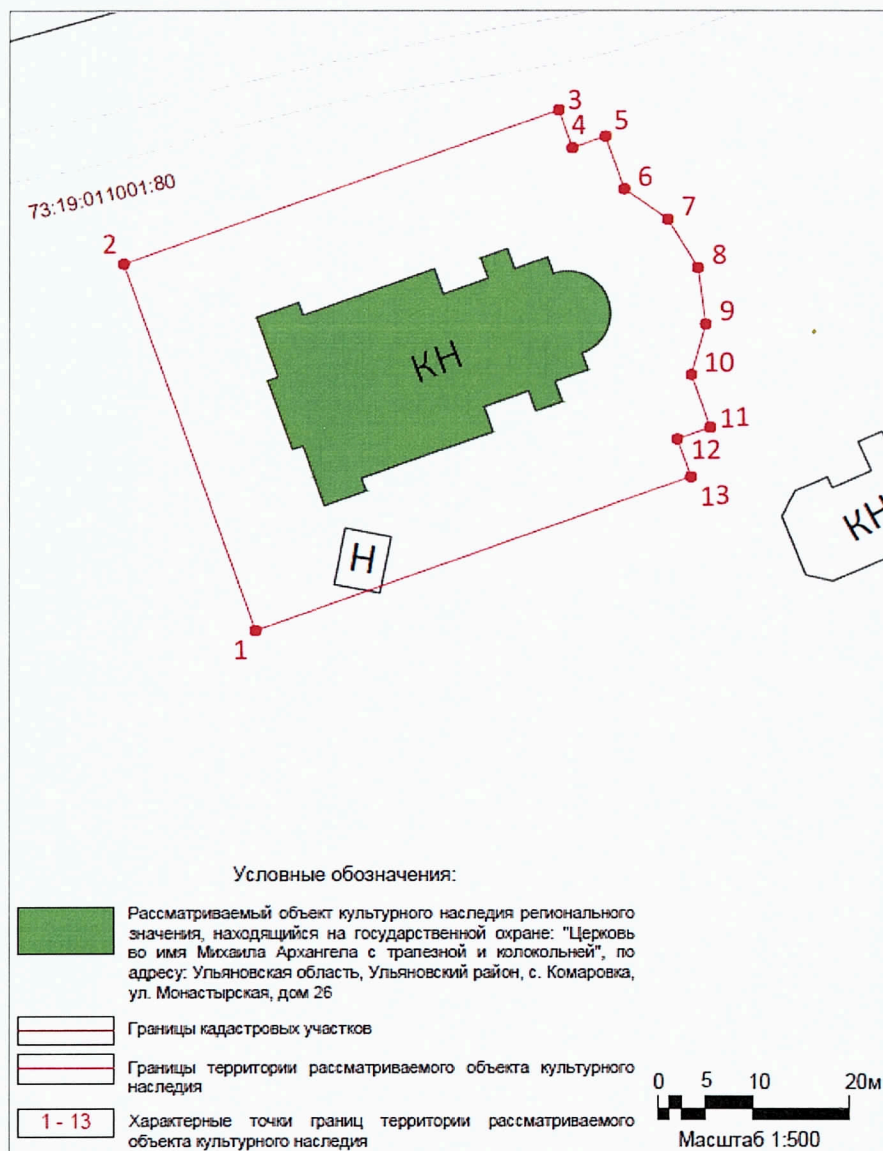 3
4
5
6
73:19:011001:80
7
2
8
9
КН
10
11
12
13
КН
Н
1
Условные обозначения:
Рассматриваемый объект культурного наследия регионального
значения, находящийся на государственной охране: "Церковь
во имя Михаила Архангела с трапезной и колокольней", по
адресу: Ульяновская область, Ульяновский район, с. Комаровка,
ул. Монастырская, дом 26
Границы кадастровых участков
Границы территории рассматриваемого объекта культурного
наследия
1 - 13
Характерные точки границ территории рассматриваемого
объекта культурного наследия
0 5 10 20м
Масштаб 1:500